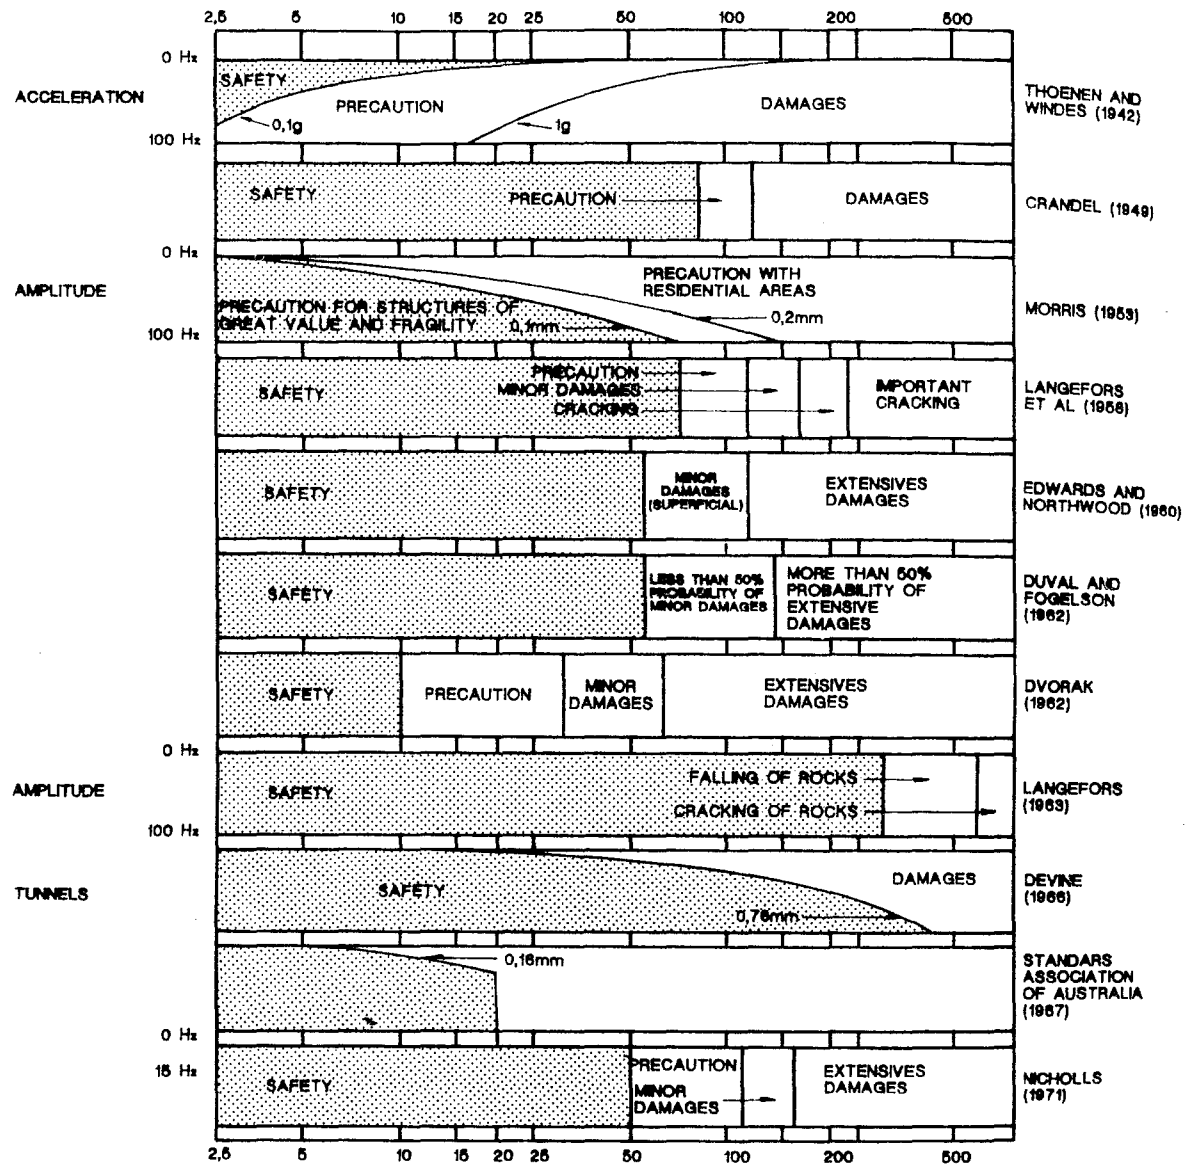 2,5 5 10 15 20 25 50 100 200 500
0 Hz
SAFETY
ACCELERATION
PRECAUTION
DAMAGES
THOENEN AND
WINDES (1942)
0,1g
1g
100 Hz
SAFETY
PRECAUTION
DAMAGES
CRANDEL (1949)
0 Hz
AMPLITUDE
PRECAUTION WITH
RESIDENTIAL AREAS
PRECAUTION FOR STRUCTURES OF
GREAT VALUE AND FRAGILITY
0,1mm
0,2mm
MORRIS (1953)
100 Hz
SAFETY
PRECAUTION
MINOR DAMAGES
CRACKING
IMPORTANT
CRACKING
LANGEFORS
ET AL (1958)
SAFETY
MINOR
DAMAGES
(SUPERFICIAL)
EXTENSIVES
DAMAGES
EDWARDS AND
NORTHWOOD (1960)
SAFETY
LESS THAN 50%
PROBABILITY OF
MINOR DAMAGES
MORE THAN 50%
PROBABILITY OF
EXTENSIVE
DAMAGES
DUVAL AND
FOGELSON
(1962)
SAFETY
PRECAUTION
MINOR
DAMAGES
EXTENSIVES
DAMAGES
DVORAK
(1962)
0 Hz
AMPLITUDE
SAFETY
FALLING OF ROCKS
CRACKING OF ROCKS
LANGEFORS
(1963)
100 Hz
TUNNELS
SAFETY
DAMAGES
0,76mm
DEVINE
(1966)
0,16mm
STANDARS
ASSOCIATION
OF AUSTRALIA
(1967)
0 Hz
15 Hz
SAFETY
PRECAUTION
MINOR
DAMAGES
EXTENSIVES
DAMAGES
NICHOLLS
(1971)
2,5 5 10 15 20 25 50 100 200 500